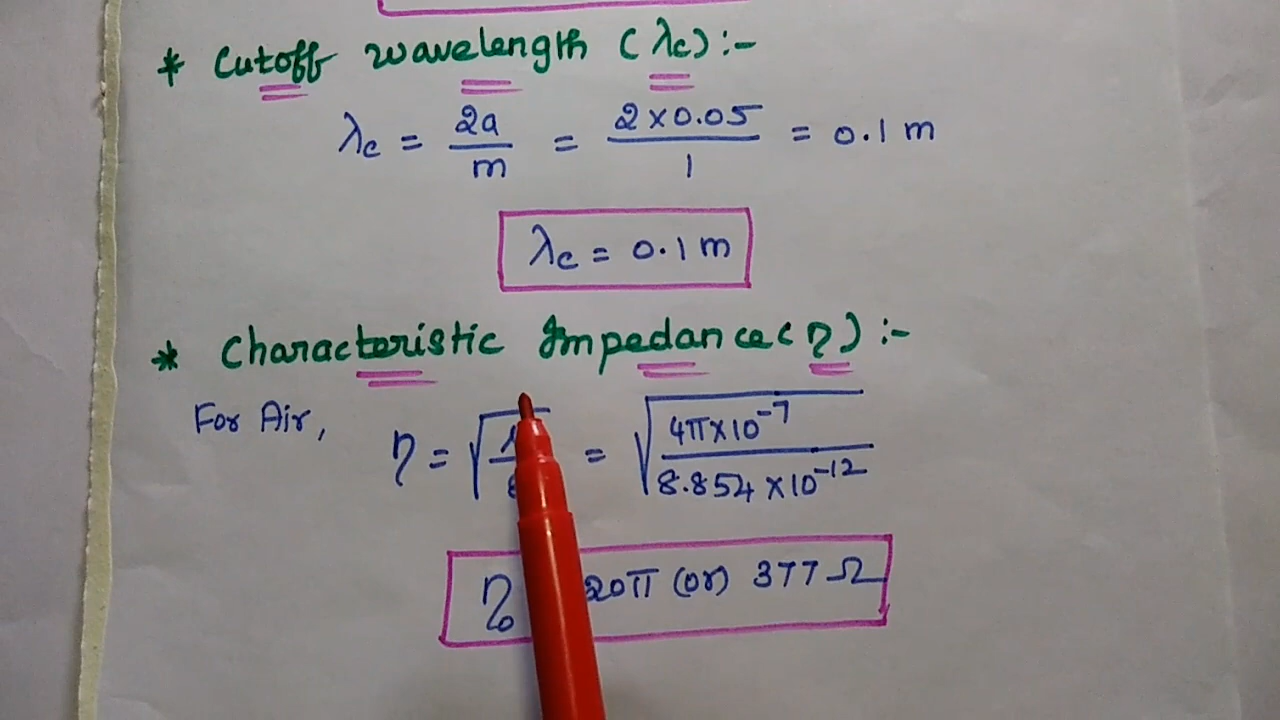 * Cutoff wavelength (λc) :-
λc = 2a/m = 2×0.05/1 = 0.1 m
λc = 0.1 m
* Characteristic Impedance (η) :-
For Air, η = √ = √(4π×10⁻⁷/8.854×10⁻¹²)
η₀ 20π (or) 377 Ω